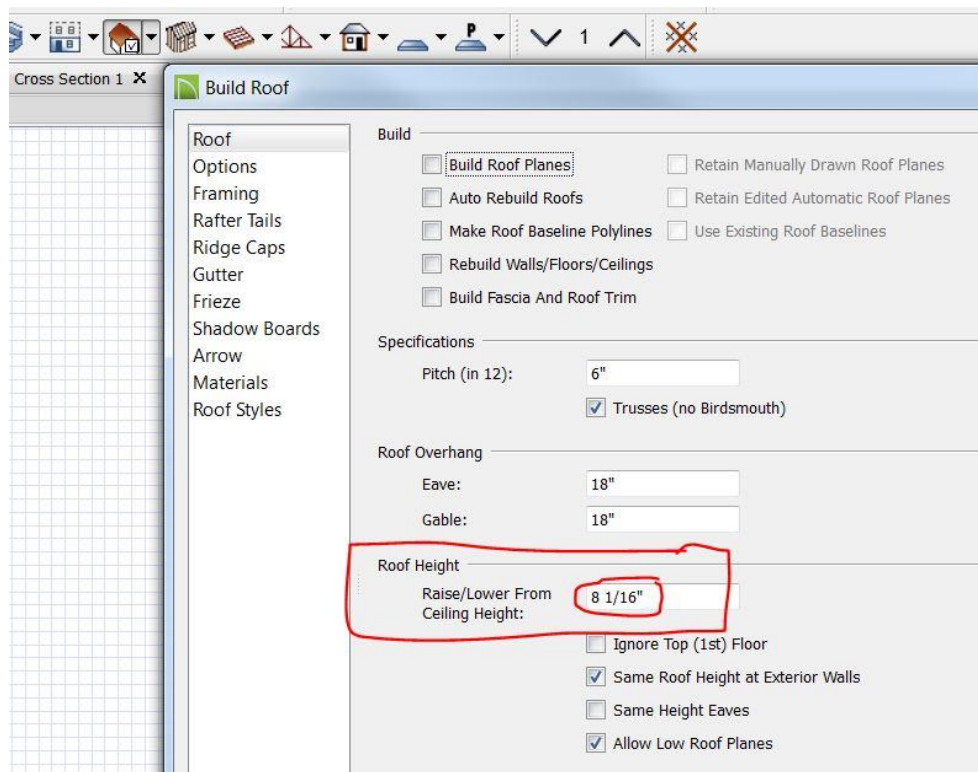 P
1
Cross Section 1 X
Build Roof
Roof
Options
Framing
Rafter Tails
Ridge Caps
Gutter
Frieze
Shadow Boards
Arrow
Materials
Roof Styles
Build
Build Roof Planes
Retain Manually Drawn Roof Planes
Auto Rebuild Roofs
Retain Edited Automatic Roof Planes
Make Roof Baseline Polylines
Use Existing Roof Baselines
Rebuild Walls/Floors/Ceilings
Build Fascia And Roof Trim
Specifications
Pitch (in 12): 6"
Trusses (no Birdsmouth)
Roof Overhang
Eave: 18"
Gable: 18"
Roof Height
Raise/Lower From
Ceiling Height: 8 1/16"
Ignore Top (1st) Floor
Same Roof Height at Exterior Walls
Same Height Eaves
Allow Low Roof Planes